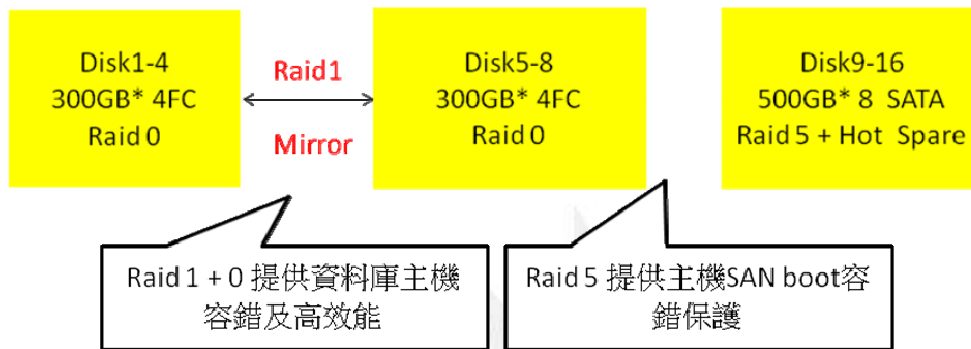 Disk1-4
300GB* 4FC
Raid 0
Raid1
Mirror
Disk5-8
300GB* 4FC
Raid 0
Disk9-16
500GB* 8 SATA
Raid 5 + Hot Spare
Raid 1 + 0 提供資料庫主機
容錯及高效能
Raid 5 提供主機SAN boot容
錯保護